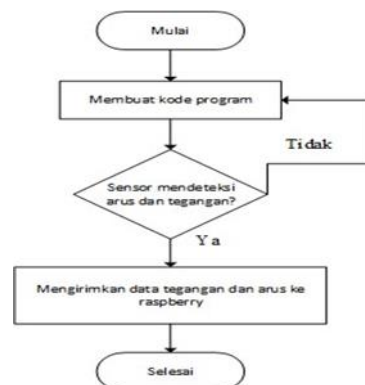 Mulai
Membuat kode program
Tidak
Sensor mendeteksi
arus dan tegangan?
Ya
Mengirimkan data tegangan dan arus ke
raspberry
Selesai